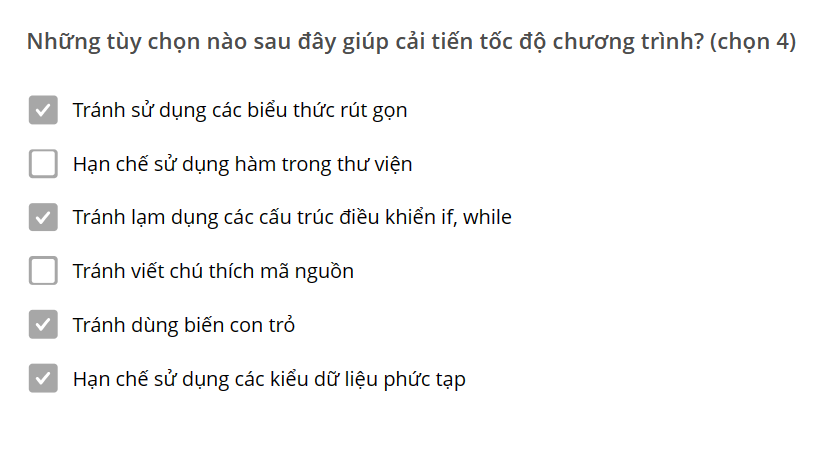 Những tùy chọn nào sau đây giúp cải tiến tốc độ chương trình? (chọn 4)
Tránh sử dụng các biểu thức rút gọn
Hạn chế sử dụng hàm trong thư viện
Tránh lạm dụng các cấu trúc điều khiển if, while
Tránh viết chú thích mã nguồn
Tránh dùng biến con trỏ
Hạn chế sử dụng các kiểu dữ liệu phức tạp